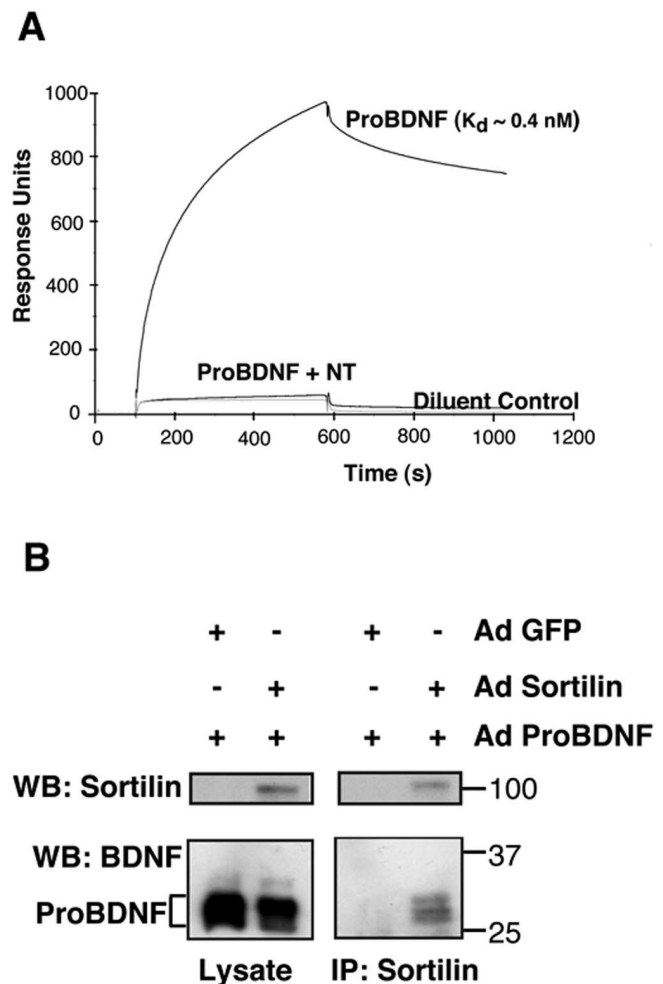 A
1000
800
600
400
200
0
Response Units
ProBDNF (Kd ~ 0.4 nM)
ProBDNF + NT
Diluent Control
0 200 400 600 800 1000 1200
Time (s)
B
+ - + - Ad GFP
- + - + Ad Sortilin
+ + + + Ad ProBDNF
WB: Sortilin 100
WB: BDNF 37
ProBDNF
25
Lysate IP: Sortilin